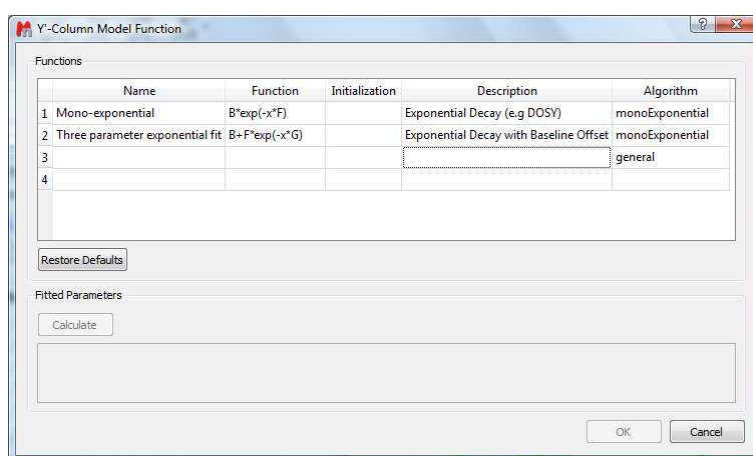 Y'-Column Model Function
Functions
Name Function Initialization Description Algorithm
1 Mono-exponential B*exp(-x*F) Exponential Decay (e.g DOSY) monoExponential
2 Three parameter exponential fit B+F*exp(-x*G) Exponential Decay with Baseline Offset monoExponential
3 general
4
Restore Defaults
Fitted Parameters
Calculate
OK Cancel